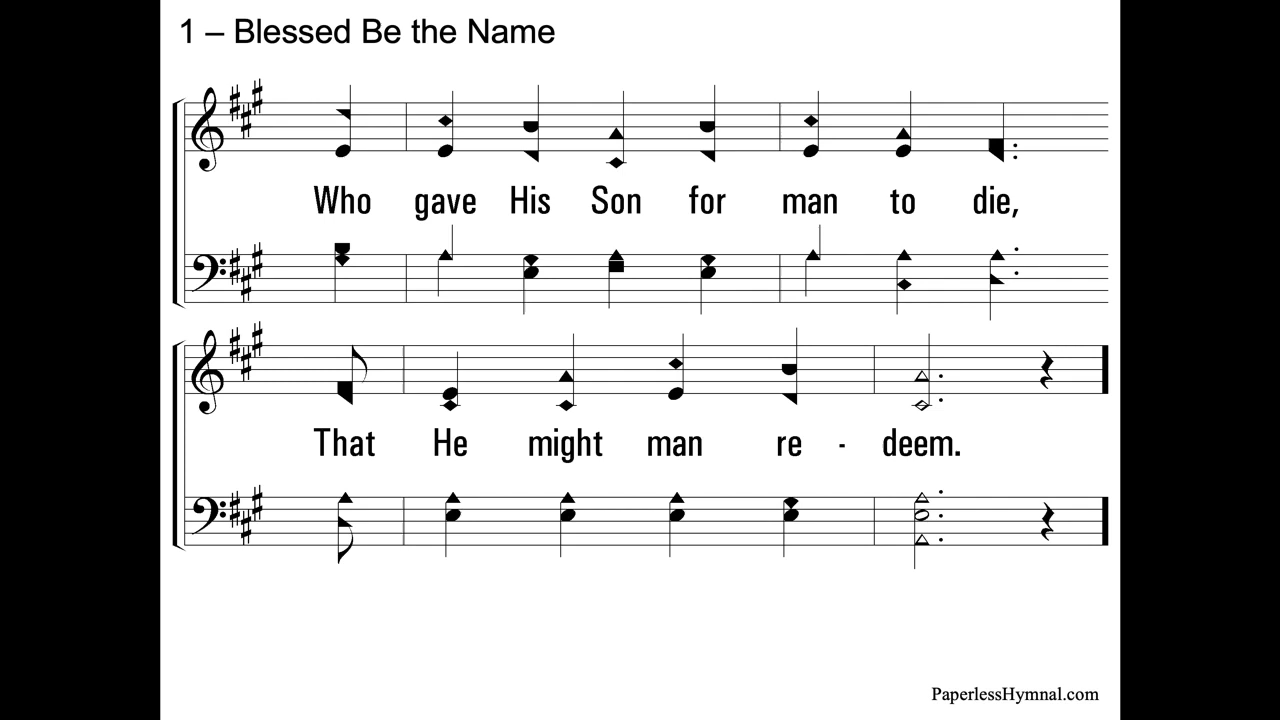 1 – Blessed Be the Name
Who gave His Son for man to die,
That He might man re - deem.
PaperlessHymnal.com